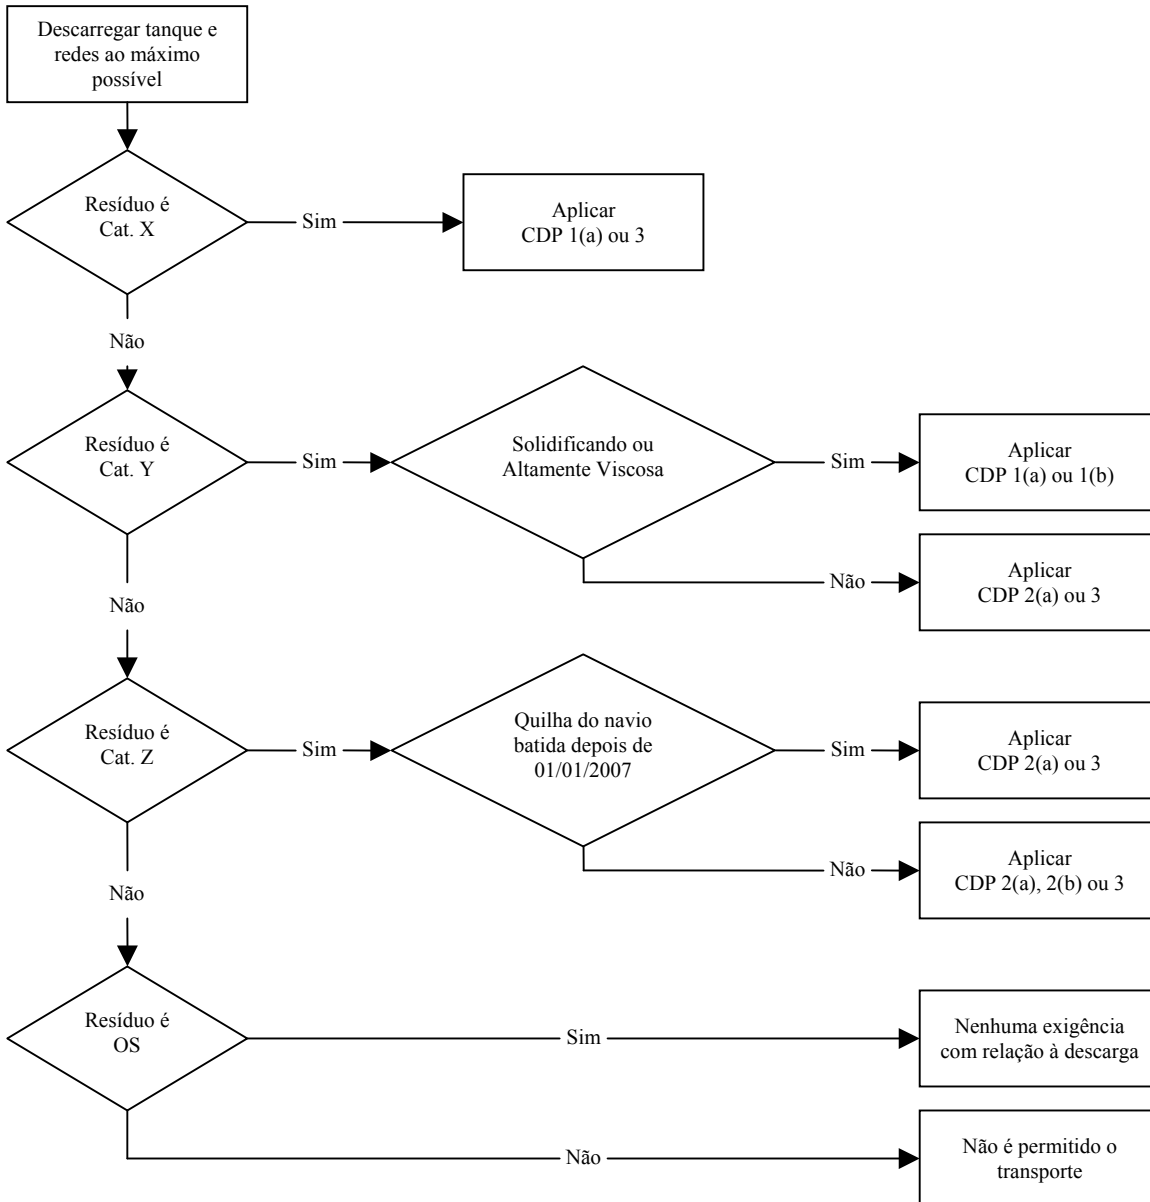 Descarregar tanque e
redes ao máximo
possível
Resíduo é
Cat. X
Sim
Aplicar
CDP 1(a) ou 3
Não
Resíduo é
Cat. Y
Sim
Solidificando ou
Altamente Viscosa
Sim
Aplicar
CDP 1(a) ou 1(b)
Não
Aplicar
CDP 2(a) ou 3
Não
Resíduo é
Cat. Z
Sim
Quilha do navio
batida depois de
01/01/2007
Sim
Aplicar
CDP 2(a) ou 3
Não
Aplicar
CDP 2(a), 2(b) ou 3
Não
Resíduo é
OS
Sim
Nenhuma exigência
com relação à descarga
Não
Não é permitido o
transporte